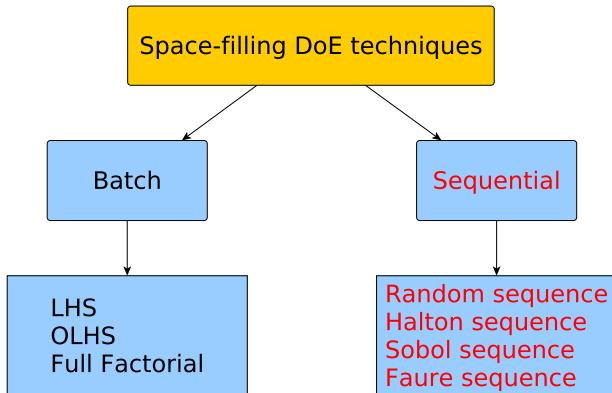 Space-filling DoE techniques
Batch
Sequential
LHS
OLHS
Full Factorial
Random sequence
Halton sequence
Sobol sequence
Faure sequence